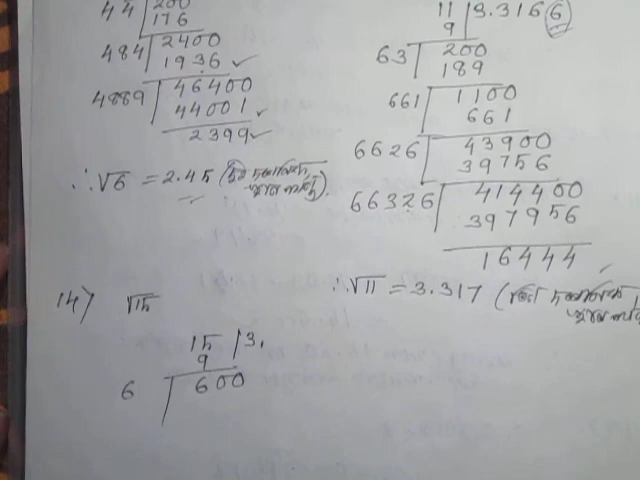 44 | 200
176
484 | 2400
1936 ✓
4889 | 46400
44001 ✓
2399 ✓
∴ √6 = 2.45
11 | 3.3166
9
63 | 200
189
661 | 1100
661
6626 | 43900
39756
66326 | 414400
397956
16444
∴ √11 = 3.317
14) √15
15 | 3.
9
6 | 600